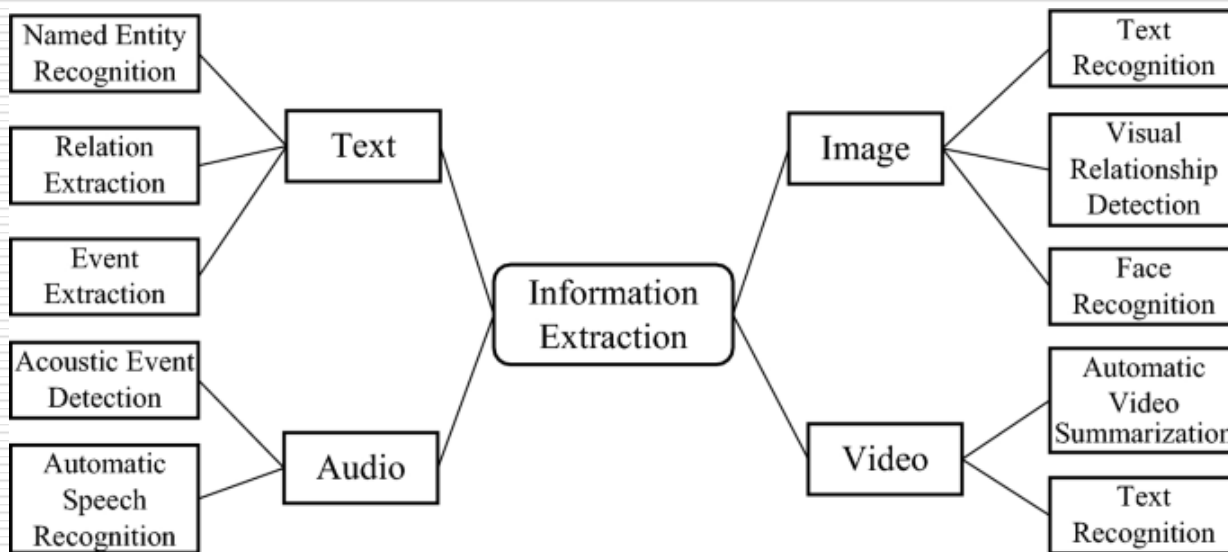 Named Entity
Recognition
Relation
Extraction
Event
Extraction
Acoustic Event
Detection
Automatic
Speech
Recognition
Text
Audio
Information
Extraction
Image
Video
Text
Recognition
Visual
Relationship
Detection
Face
Recognition
Automatic
Video
Summarization
Text
Recognition